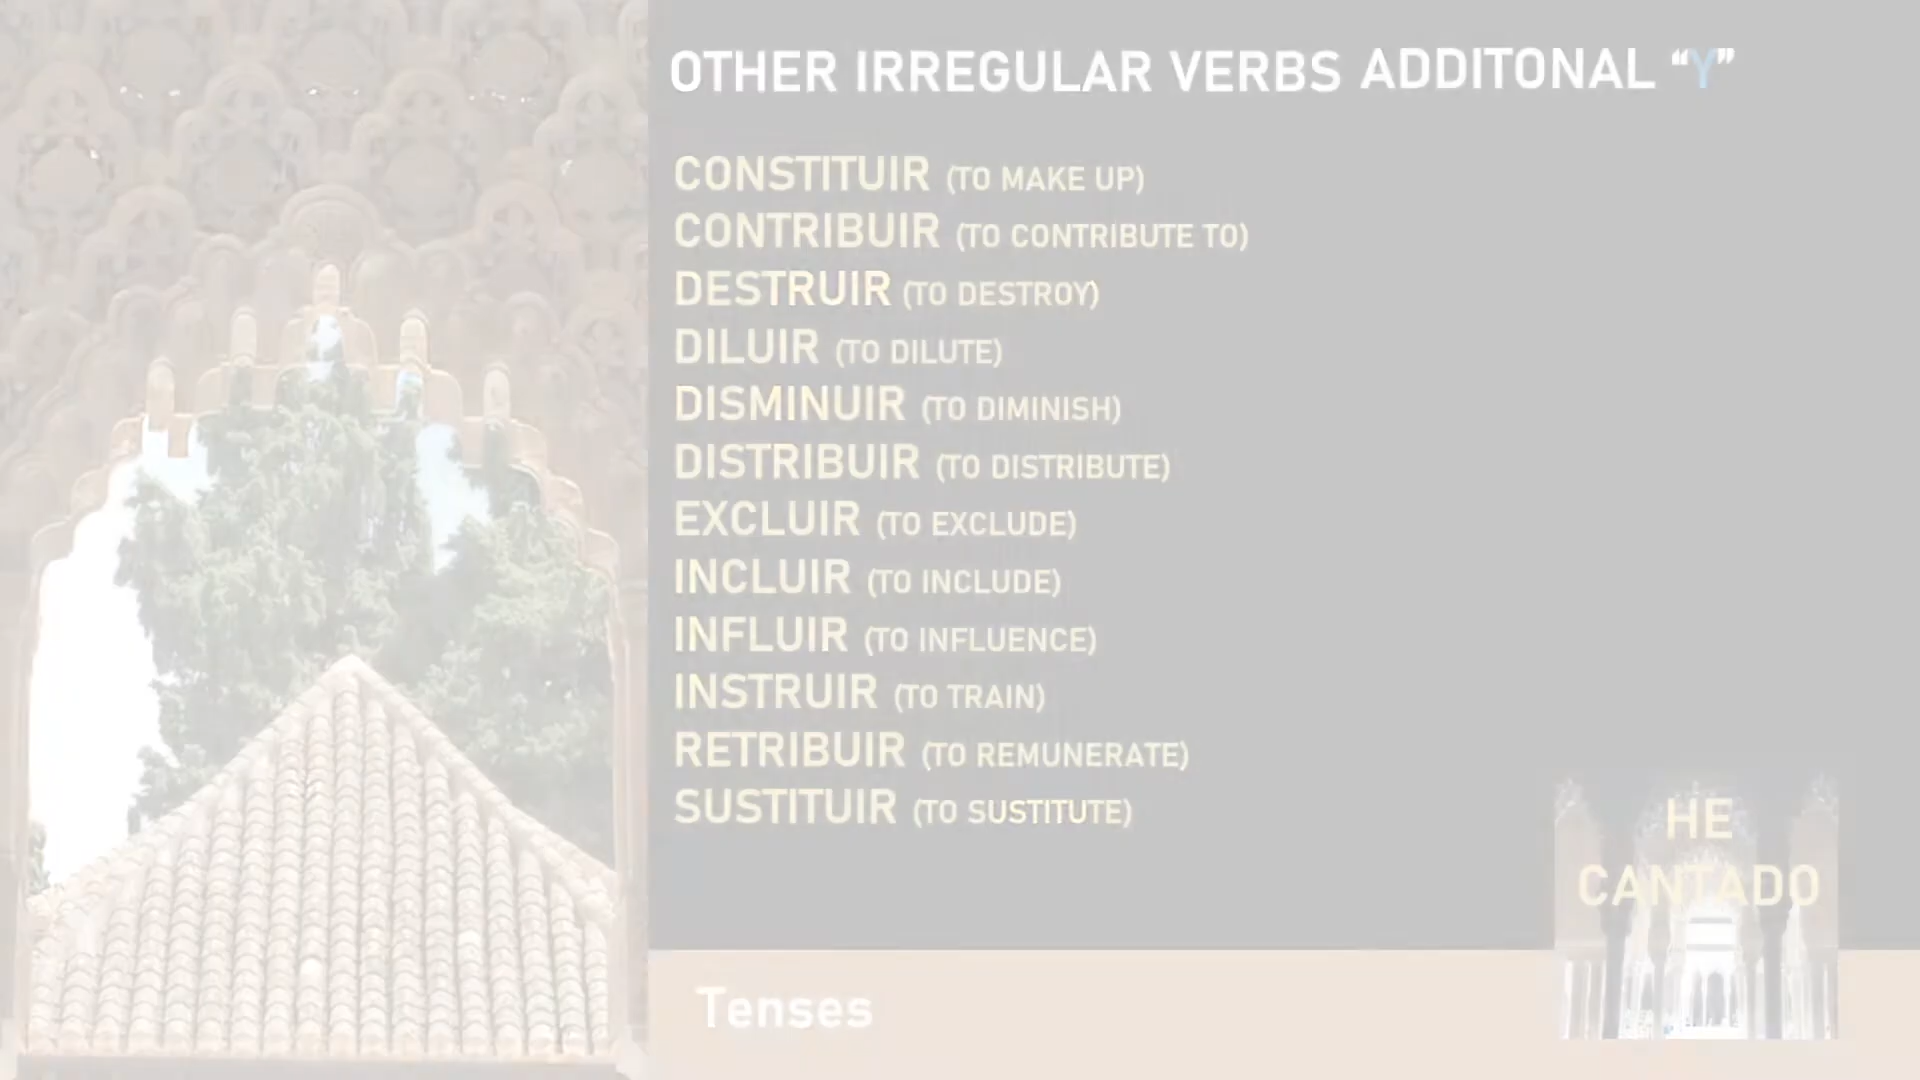 OTHER IRREGULAR VERBS ADDITONAL “Y”
CONSTITUIR (TO MAKE UP)
CONTRIBUIR (TO CONTRIBUTE TO)
DESTRUIR (TO DESTROY)
DILUIR (TO DILUTE)
DISMINUIR (TO DIMINISH)
DISTRIBUIR (TO DISTRIBUTE)
EXCLUIR (TO EXCLUDE)
INCLUIR (TO INCLUDE)
INFLUIR (TO INFLUENCE)
INSTRUIR (TO TRAIN)
RETRIBUIR (TO REMUNERATE)
SUSTITUIR (TO SUSTITUTE)
HE
CANTADO
Tenses